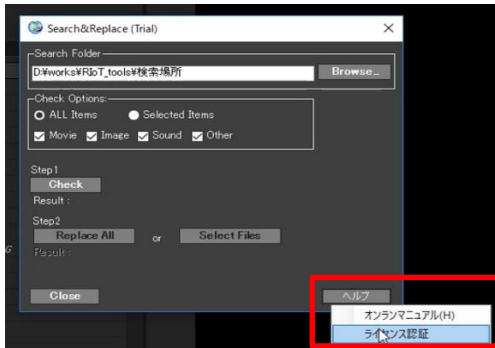 Search&Replace (Trial)
Search Folder
D:¥works¥RIoT_tools¥検索場所 Browse...
Check Options:
ALL Items Selected Items
Movie Image Sound Other
Step1
Check
Result :
Step2
Replace All or Select Files
Result :
Close ヘルプ
オンランマニュアル(H)
ライセンス認証